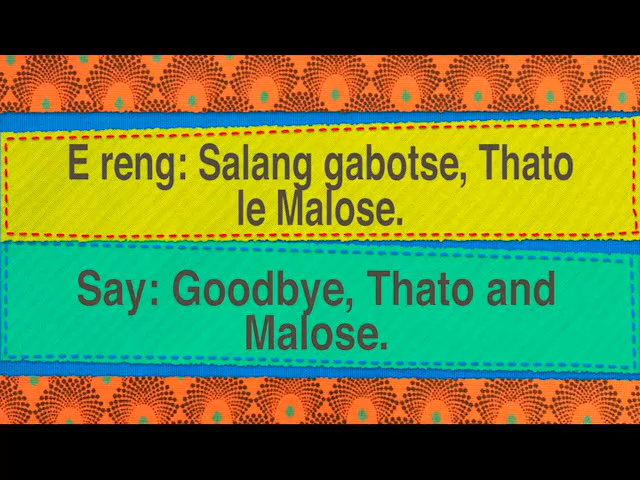 E reng: Salang gabotse, Thato
le Malose.
Say: Goodbye, Thato and
Malose.